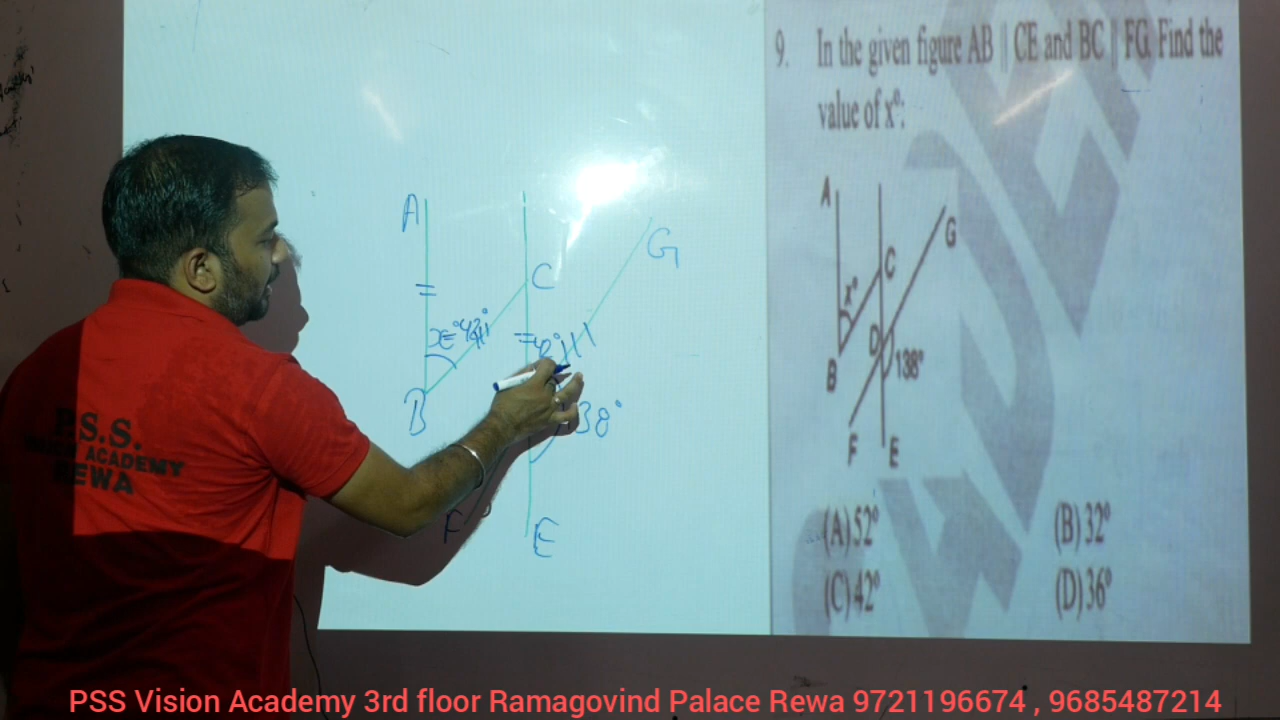 9. In the given figure AB || CE and BC || FG. Find the
value of x°:
A
G
C
x°
D
138°
B
F
E
(A) 52° (B) 32°
(C) 42° (D) 36°
A
G
C
B
38°
F
E
P.S.S.
ACADEMY
REWA
PSS Vision Academy 3rd floor Ramagovind Palace Rewa 9721196674 , 9685487214